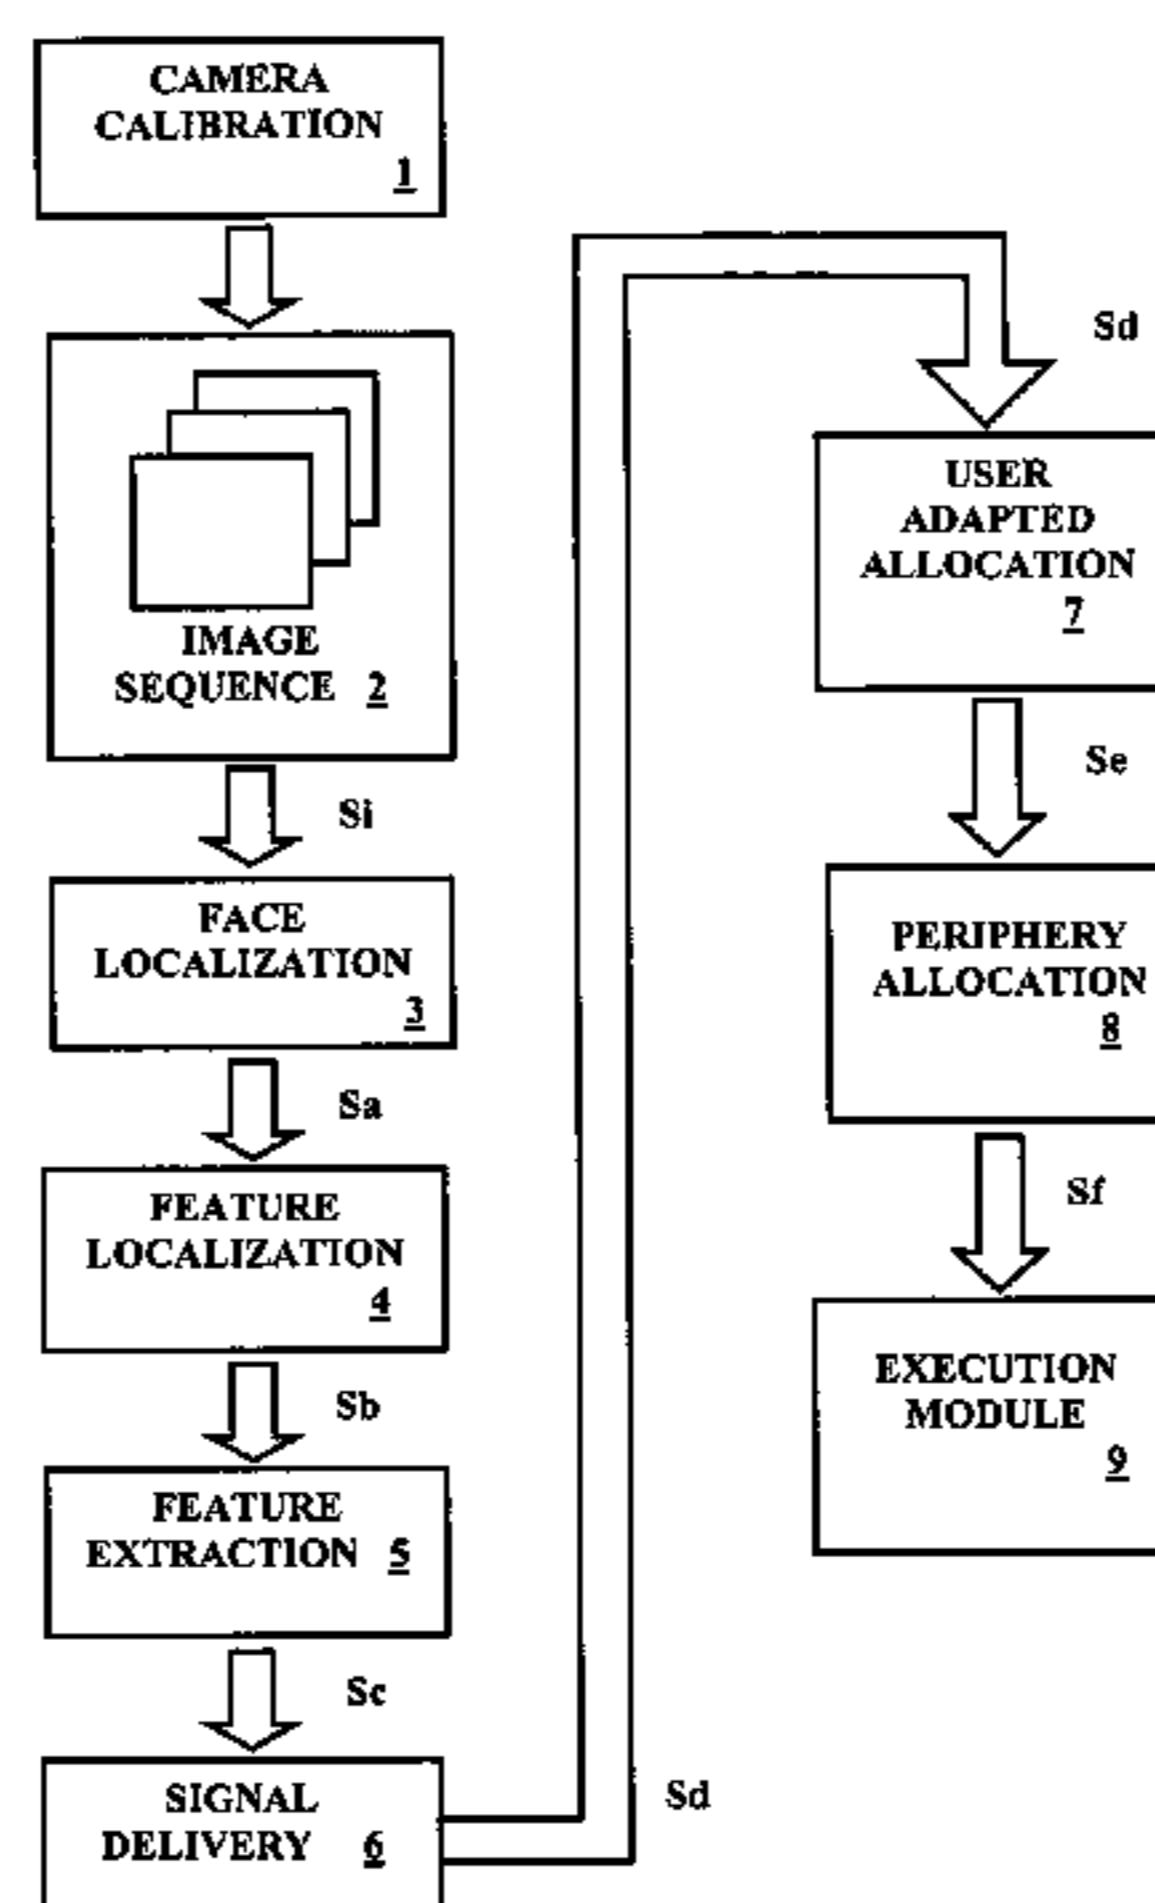 CAMERA
CALIBRATION
1
IMAGE
SEQUENCE 2
Si
FACE
LOCALIZATION
3
Sa
FEATURE
LOCALIZATION
4
Sb
FEATURE
EXTRACTION 5
Sc
SIGNAL
DELIVERY 6
Sd
Sd
USER
ADAPTED
ALLOCATION
7
Se
PERIPHERY
ALLOCATION
8
Sf
EXECUTION
MODULE
9